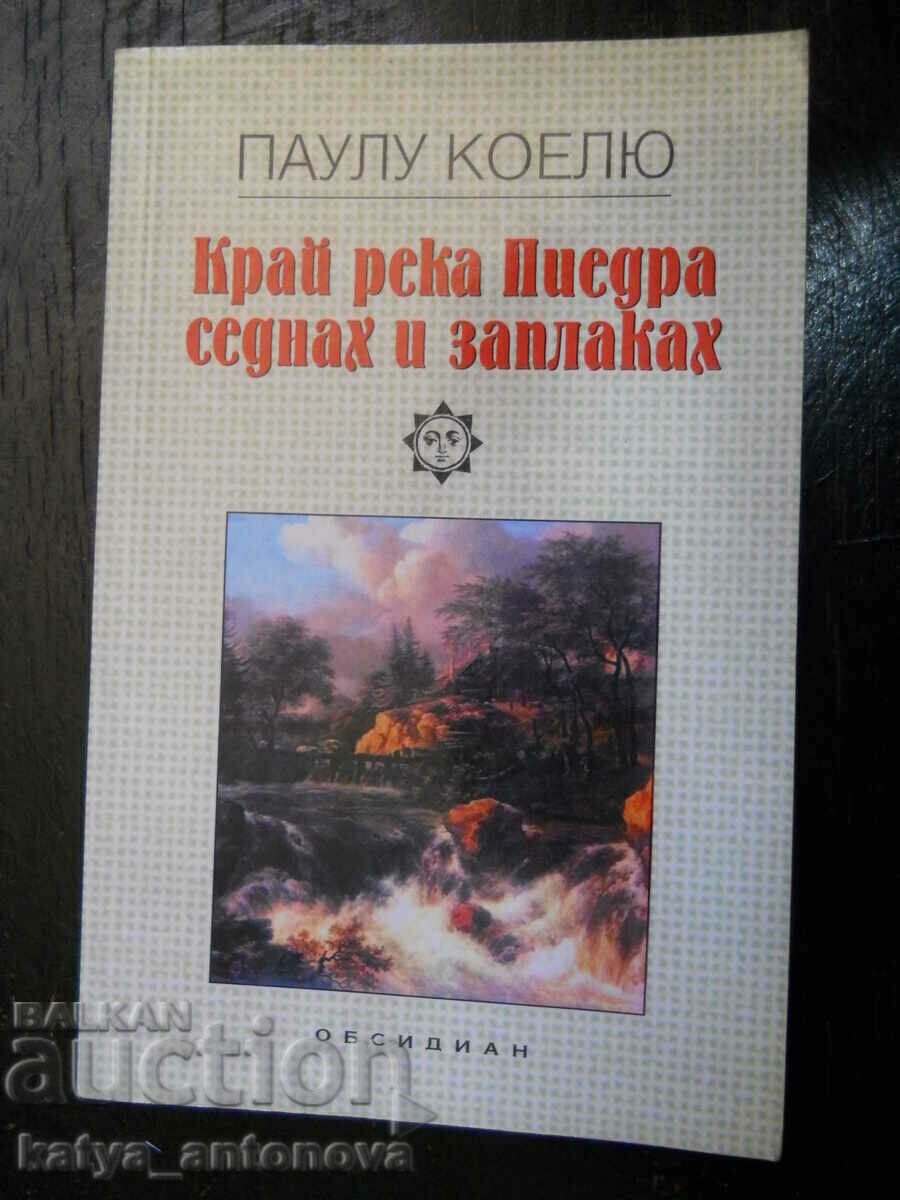 ПАУЛУ КОЕЛЮ
Край река Пиедра
седнах и заплаках
ОБСИДИАН
BALKAN
auction
katya_antonova